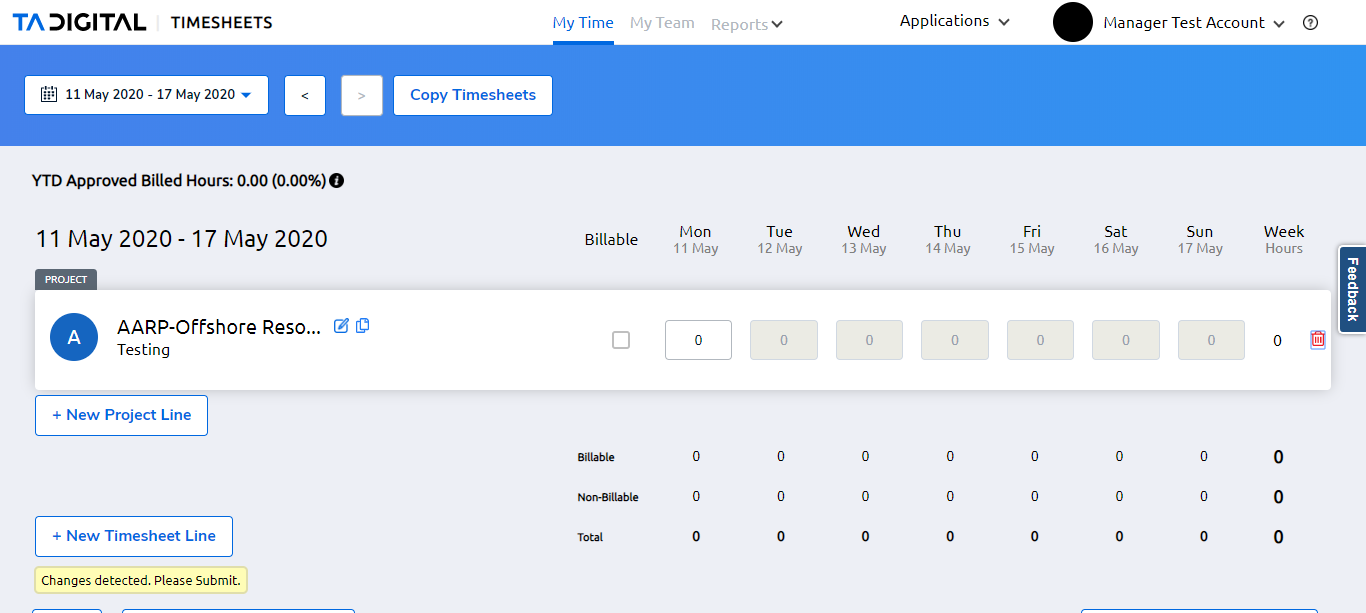 TA DIGITAL TIMESHEETS My Time My Team Reports Applications Manager Test Account ?
11 May 2020 - 17 May 2020 < > Copy Timesheets
YTD Approved Billed Hours: 0.00 (0.00%) i
11 May 2020 - 17 May 2020 Billable Mon Tue Wed Thu Fri Sat Sun Week
11 May 12 May 13 May 14 May 15 May 16 May 17 May Hours
PROJECT
Feedback
A AARP-Offshore Reso... 0 0 0 0 0 0 0 0
Testing
+ New Project Line
Billable 0 0 0 0 0 0 0 0
Non-Billable 0 0 0 0 0 0 0 0
Total 0 0 0 0 0 0 0 0
+ New Timesheet Line
Changes detected. Please Submit.